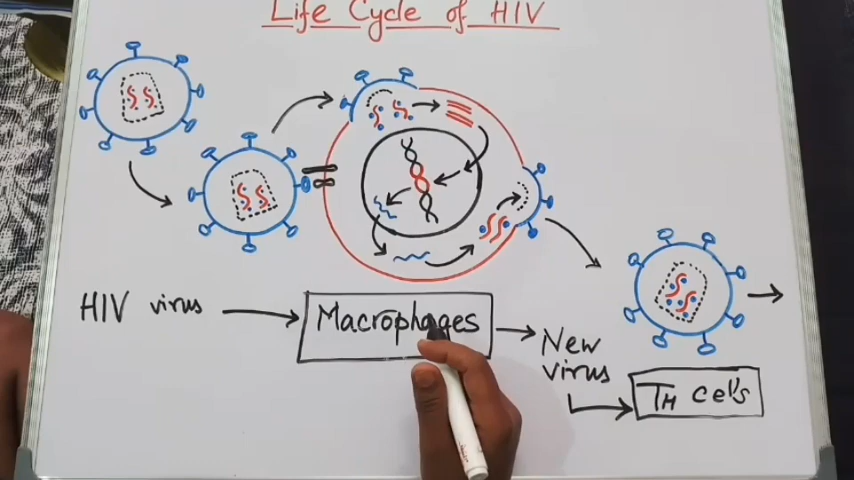 Life Cycle of HIV
HIV virus
Macrophages
New
virus
TH cells